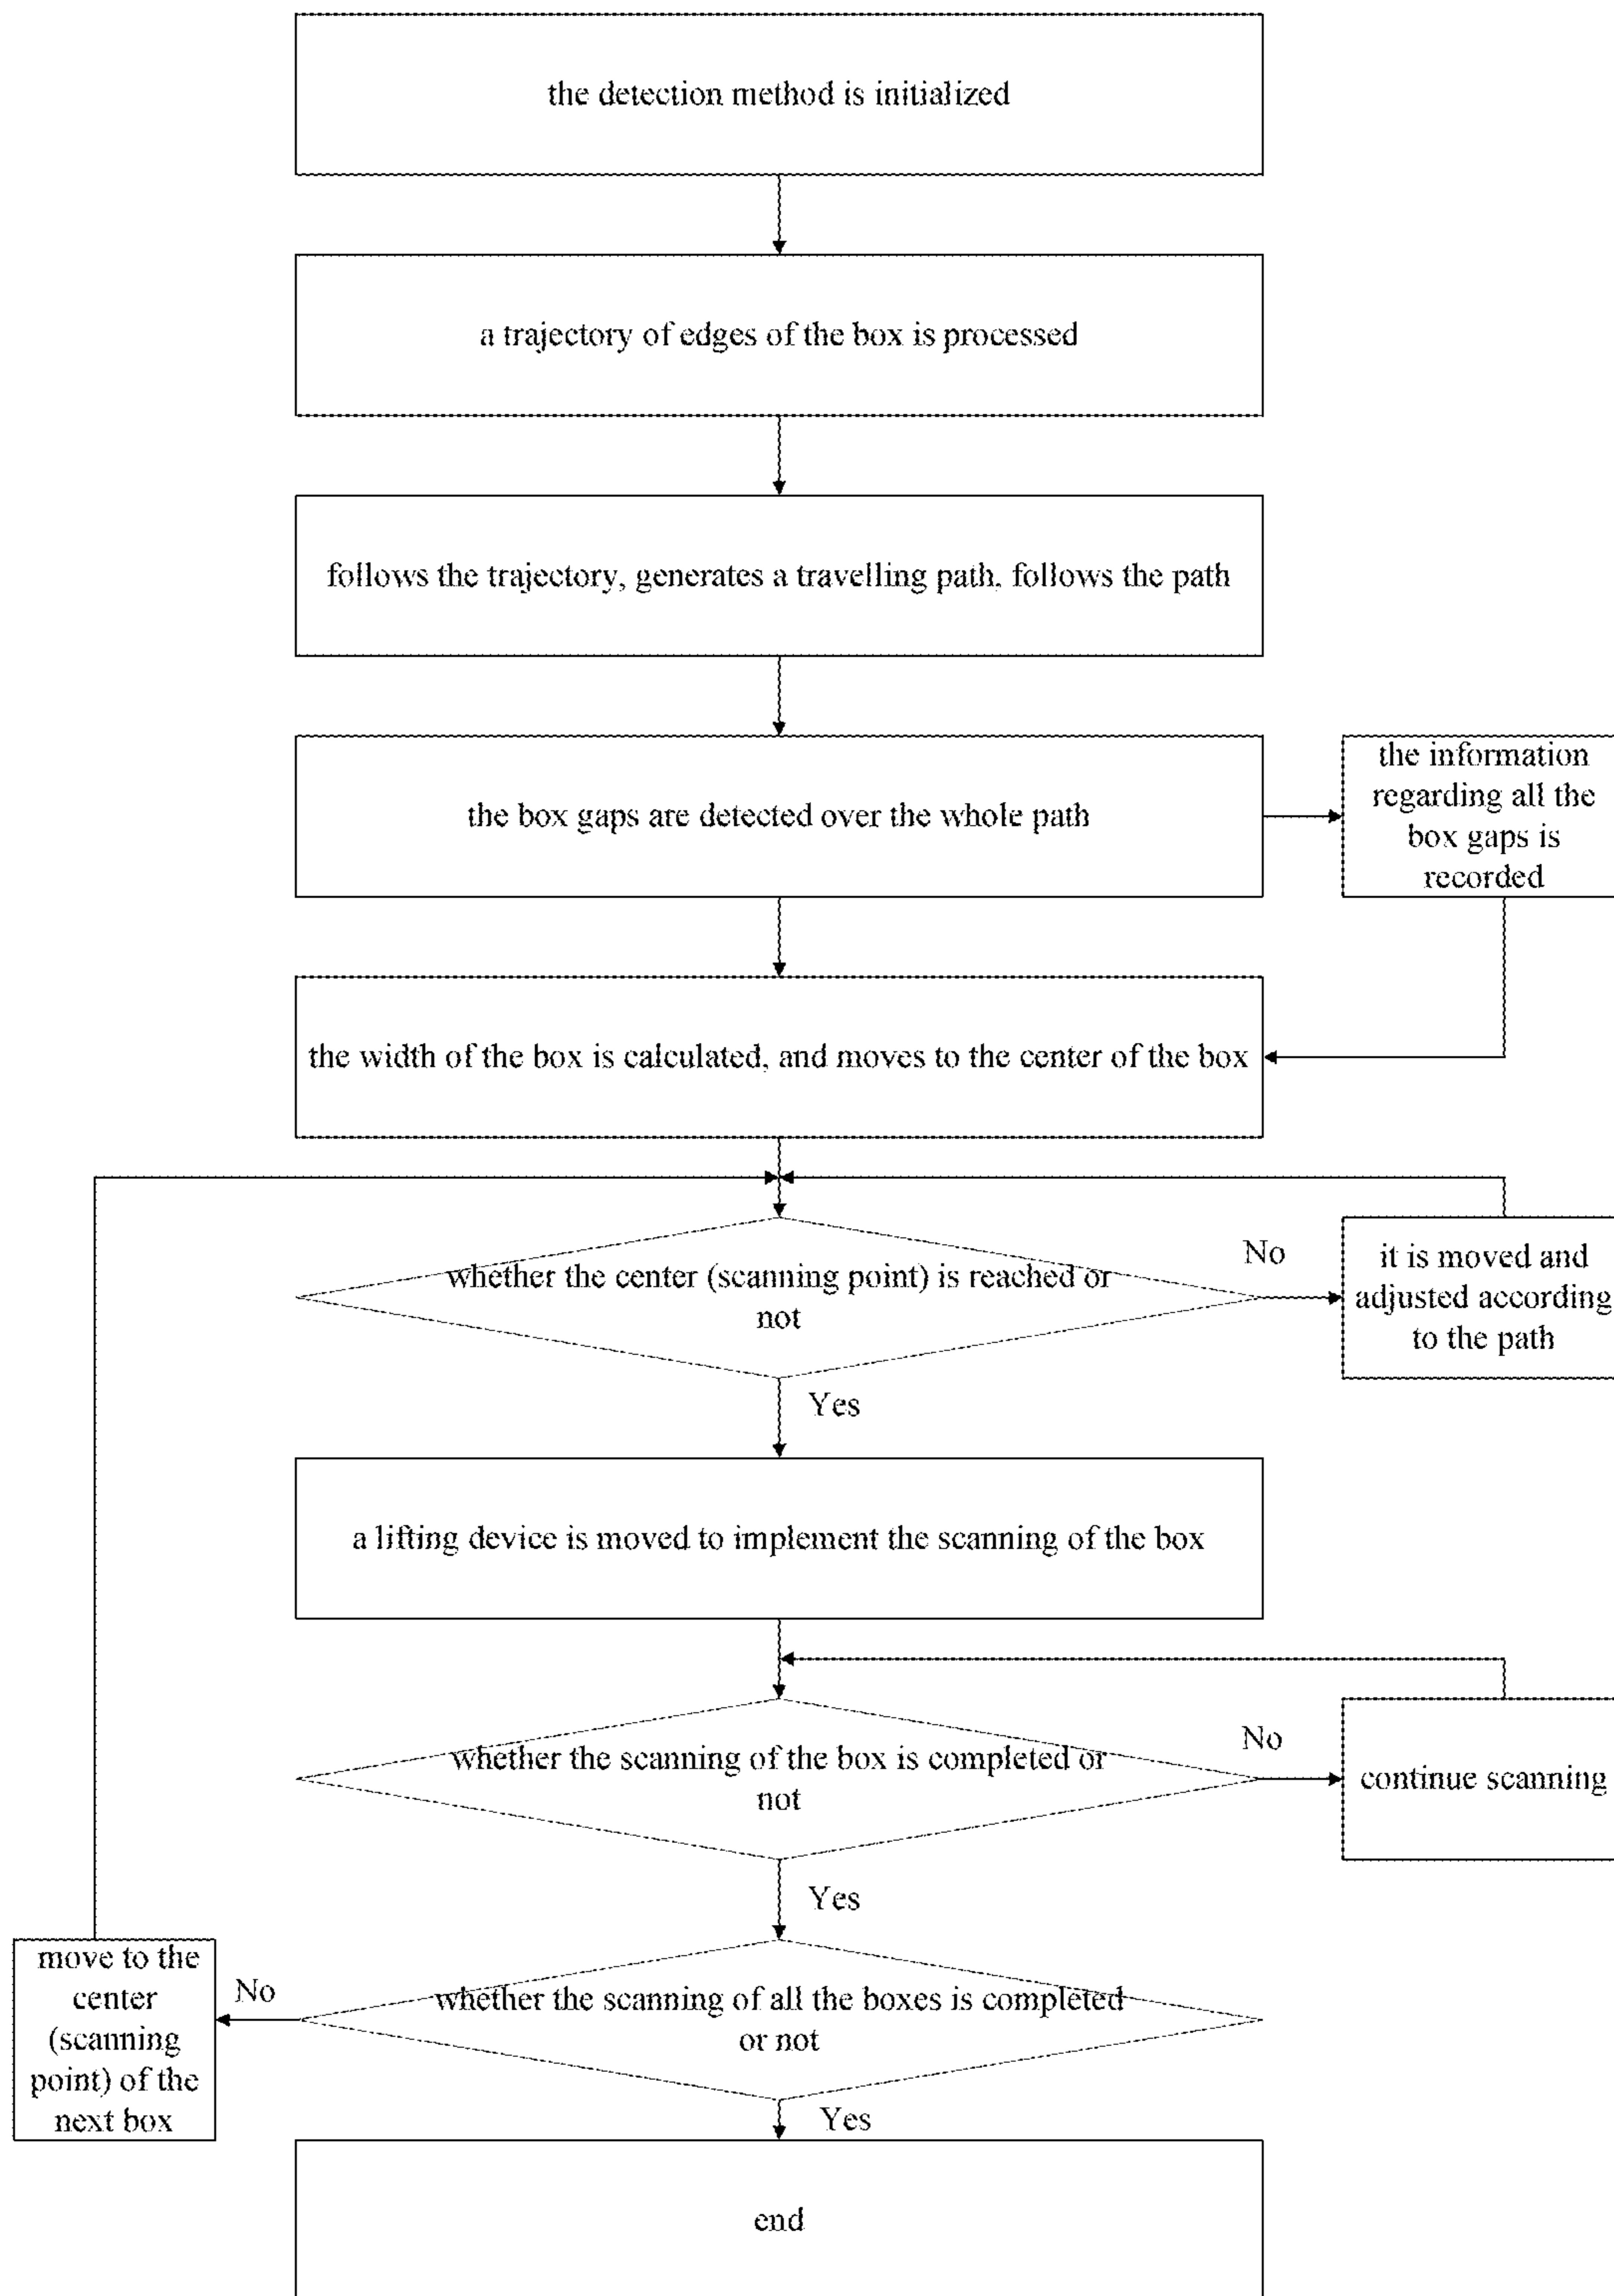 the detection method is initialized
a trajectory of edges of the box is processed
follows the trajectory, generates a travelling path, follows the path
the box gaps are detected over the whole path
the information
regarding all the
box gaps is
recorded
the width of the box is calculated, and moves to the center of the box
whether the center (scanning point) is reached or
not
No
it is moved and
adjusted according
to the path
Yes
a lifting device is moved to implement the scanning of the box
whether the scanning of the box is completed or
not
No
continue scanning
Yes
whether the scanning of all the boxes is completed
or not
No
move to the
center
(scanning
point) of the
next box
Yes
end